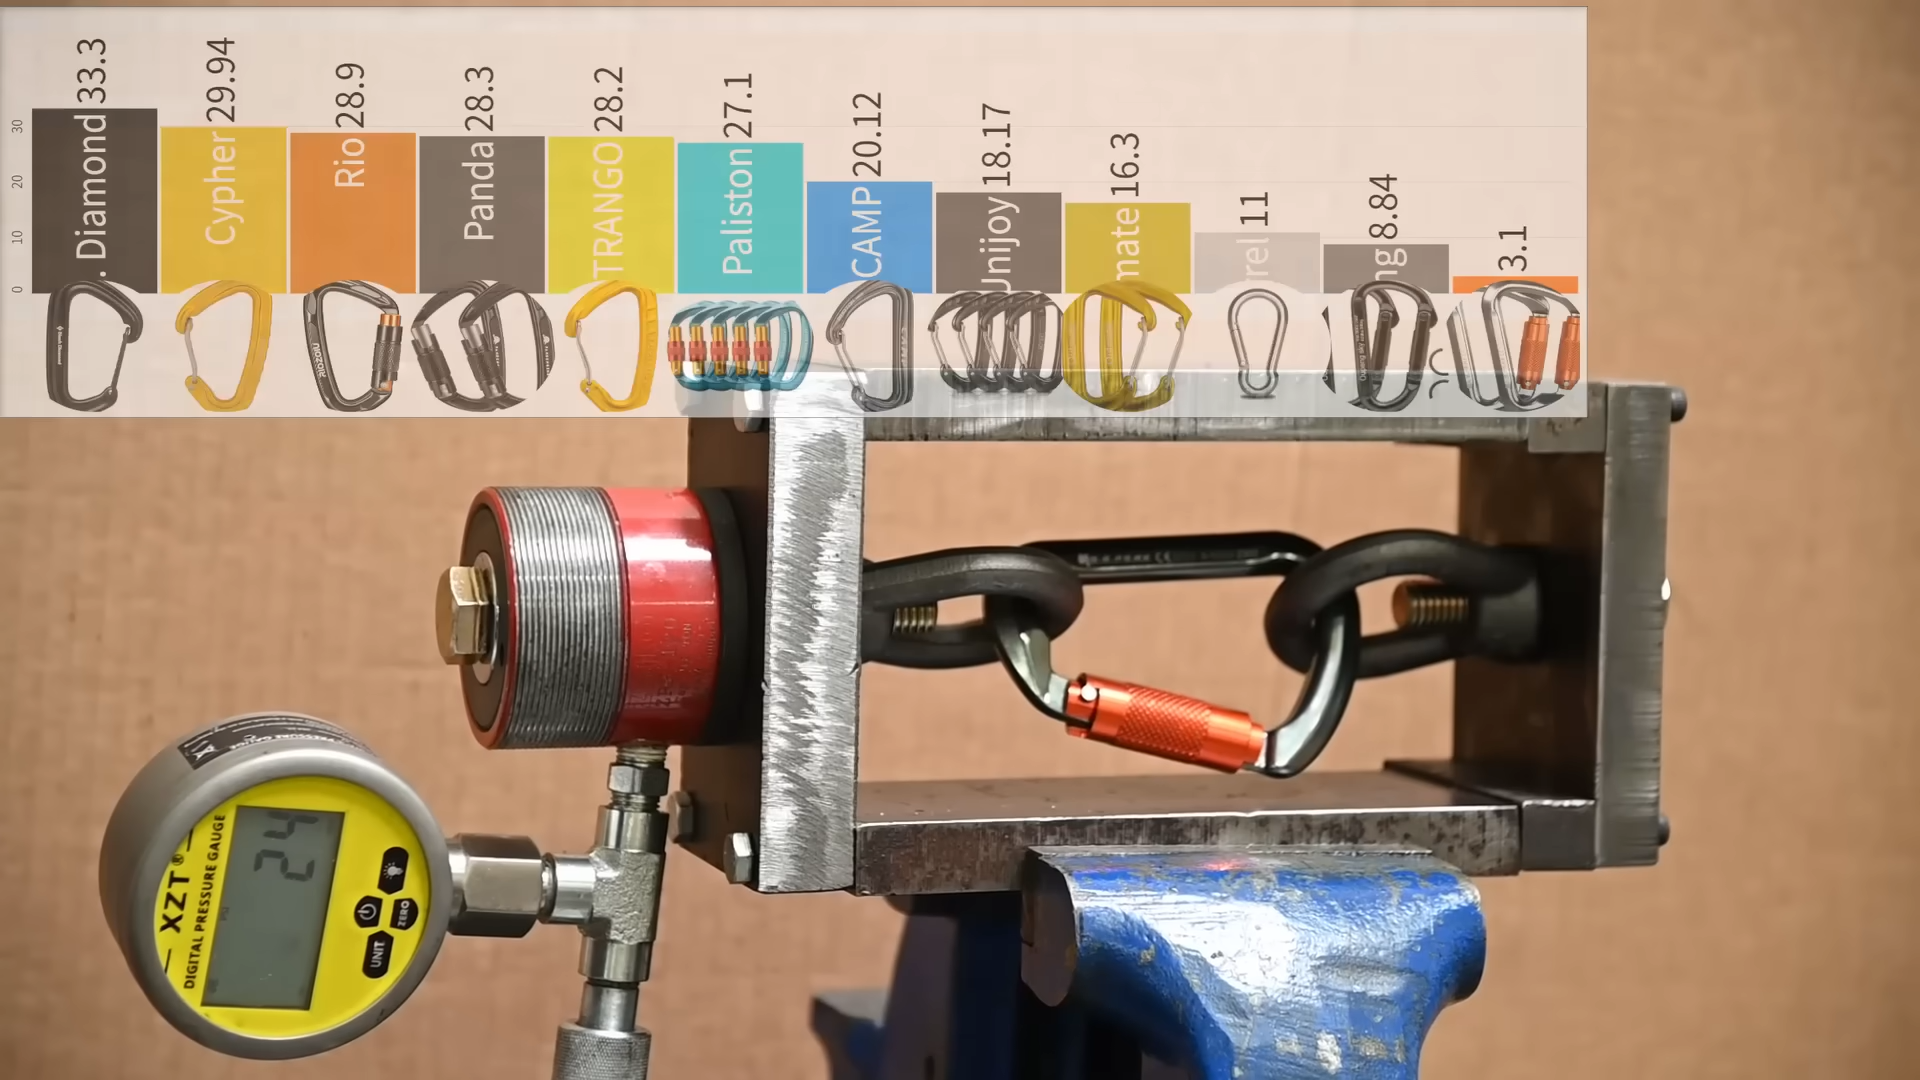 33.3
29.94
28.9
28.3
28.2
27.1
20.12
18.17
16.3
11
8.84
3.1
. Diamond
Cypher
Rio
Panda
TRANGO
Paliston
CAMP
Unijoy
mate
rel
ng
30
20
10
0
XZT®
DIGITAL PRESSURE GAUGE
24
UNIT
ZERO